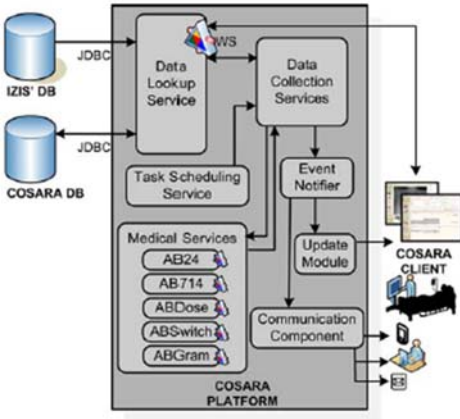 IZIS' DB
JDBC
COSARA DB
JDBC
Data
Lookup
Service
WS
Data
Collection
Services
Task Scheduling
Service
Event
Notifier
Medical Services
AB24
AB714
ABDose
ABSwitch
ABGram
Update
Module
Communication
Component
COSARA
CLIENT
COSARA
PLATFORM